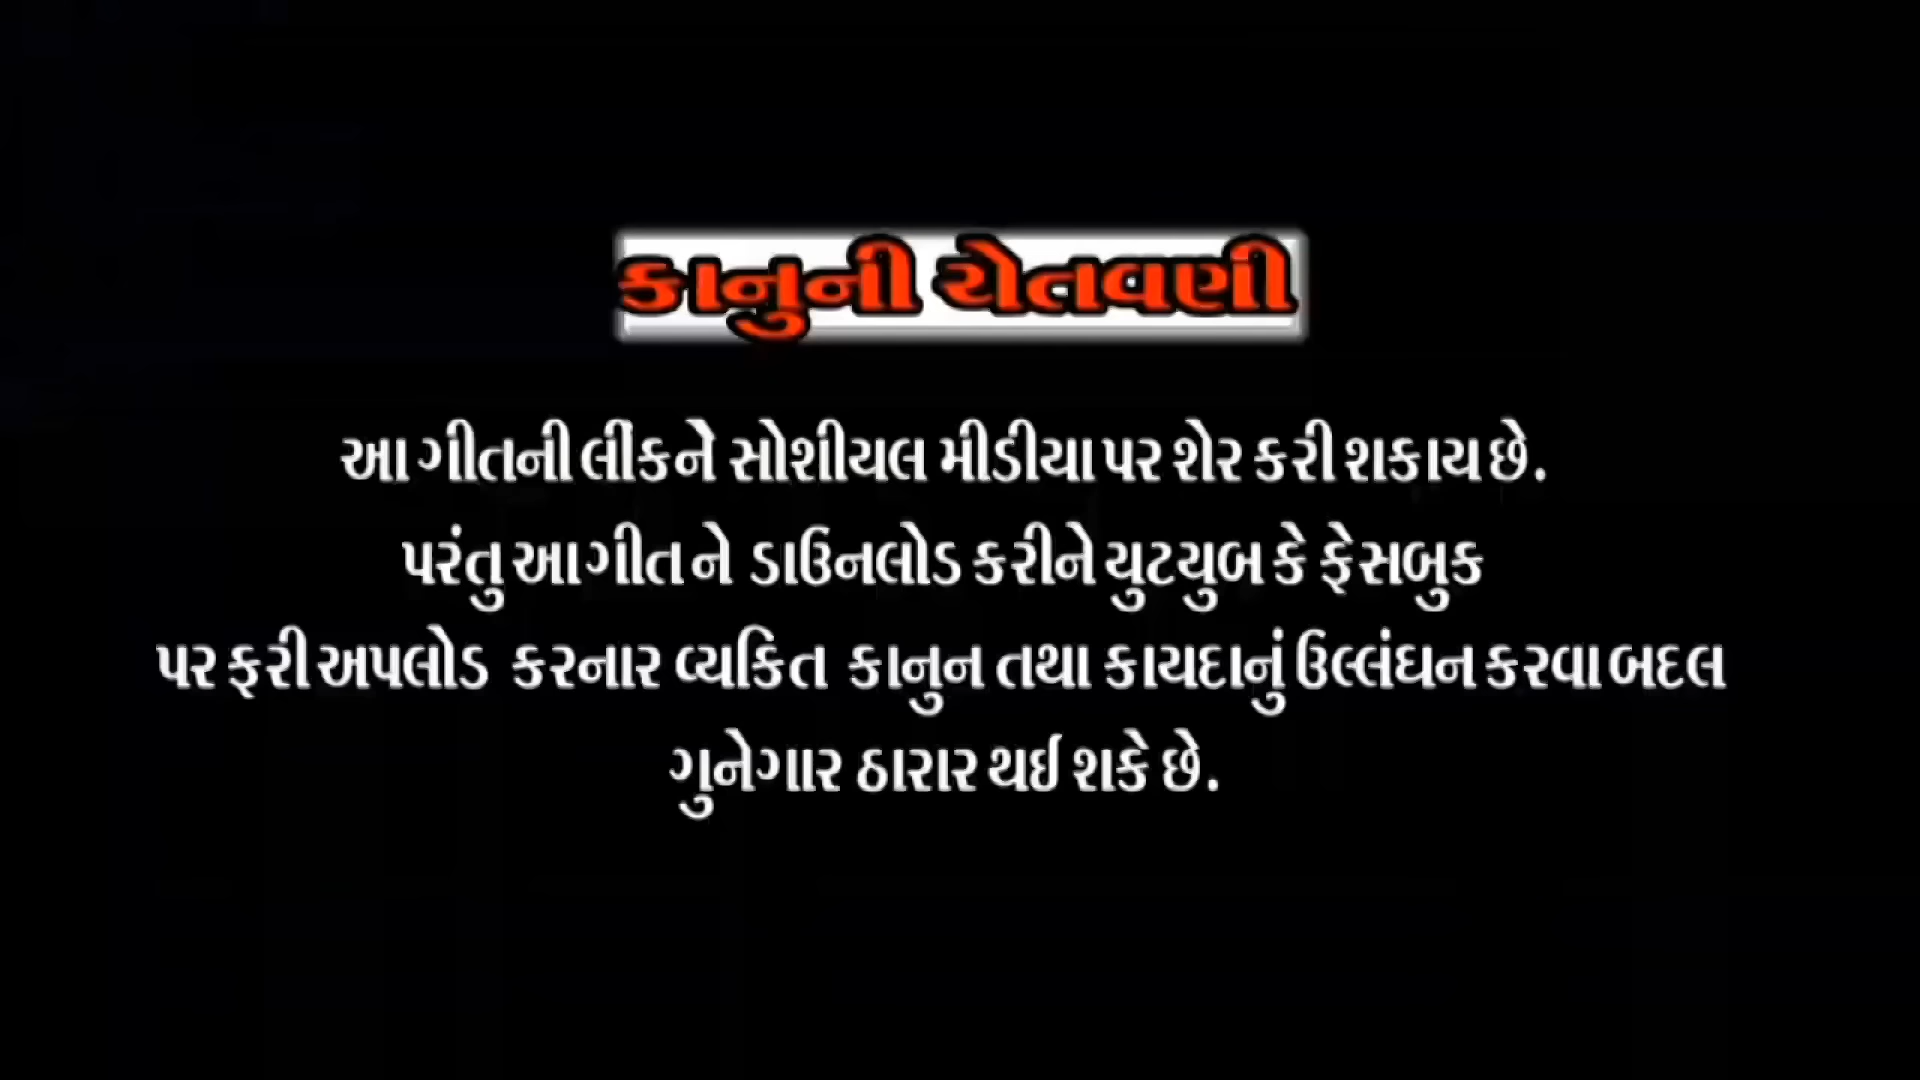 કાનુની ચેતવણી
આ ગીતની લીંકને સોશીયલ મીડીયા પર શેર કરી શકાય છે.
પરંતુ આ ગીત ને ડાઉનલોડ કરીને યુટયુબ કે ફેસબુક
પર ફરી અપલોડ કરનાર વ્યકિત કાનુન તથા કાયદાનું ઉલ્લંઘન કરવા બદલ
ગુનેગાર ઠારાર થઈ શકે છે.